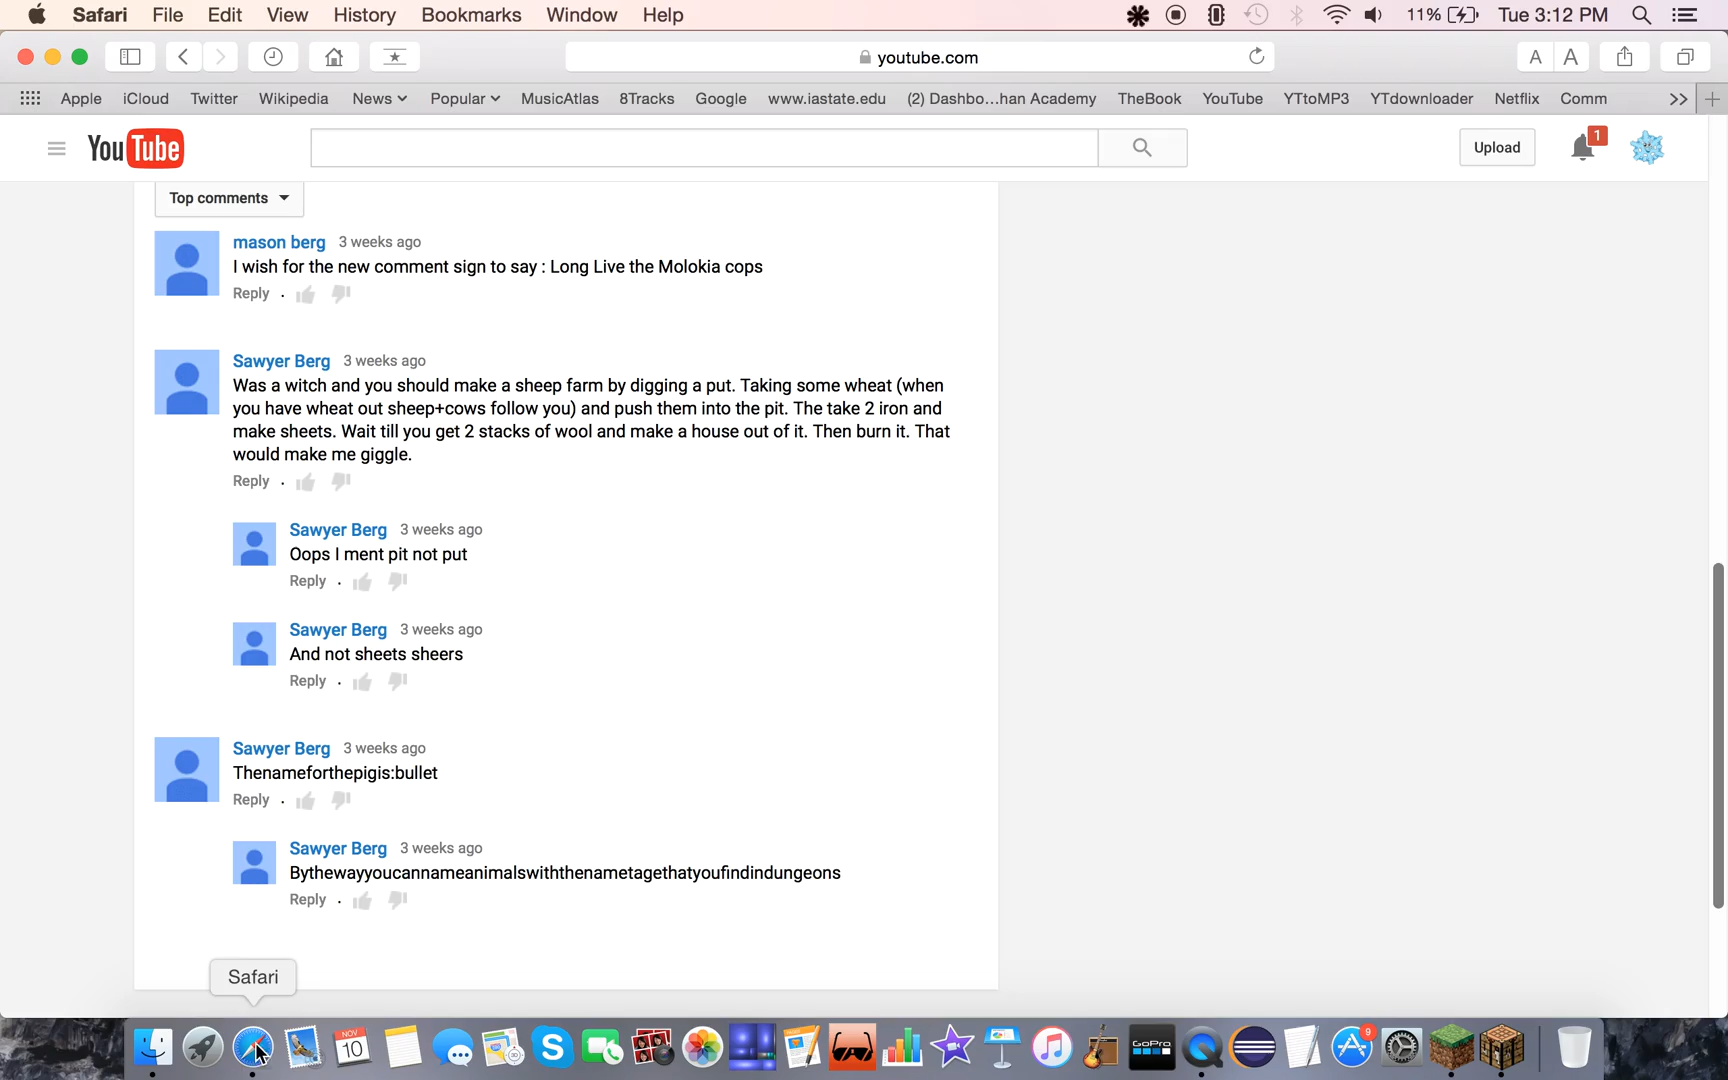 Safari File Edit View History Bookmarks Window Help 11% Tue 3:12 PM
youtube.com A A
Apple iCloud Twitter Wikipedia News Popular MusicAtlas 8Tracks Google www.iastate.edu (2) Dashbo...han Academy TheBook YouTube YTtoMP3 YTdownloader Netflix Comm >>
YouTube Upload 1
Top comments
mason berg 3 weeks ago
I wish for the new comment sign to say : Long Live the Molokia cops
Reply .
Sawyer Berg 3 weeks ago
Was a witch and you should make a sheep farm by digging a put. Taking some wheat (when
you have wheat out sheep+cows follow you) and push them into the pit. The take 2 iron and
make sheets. Wait till you get 2 stacks of wool and make a house out of it. Then burn it. That
would make me giggle.
Reply .
Sawyer Berg 3 weeks ago
Oops I ment pit not put
Reply .
Sawyer Berg 3 weeks ago
And not sheets sheers
Reply .
Sawyer Berg 3 weeks ago
Thenameforthepigis:bullet
Reply .
Sawyer Berg 3 weeks ago
Bythewayyoucannameanimalswiththenametagethatyoufindindungeons
Reply .
Safari
NOV
10
3D
GoPro
9